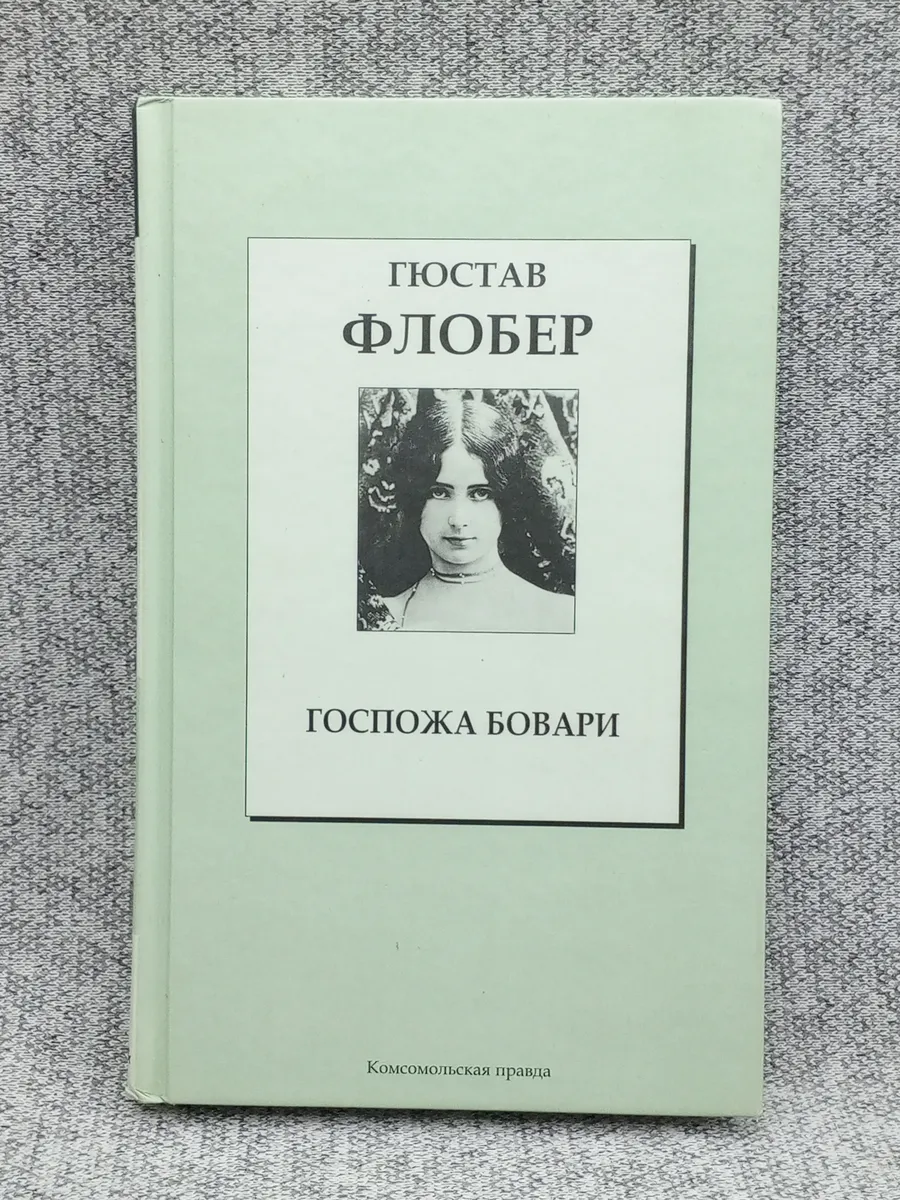 ГЮСТАВ
ФЛОБЕР
ГОСПОЖА БОВАРИ
Комсомольская правда